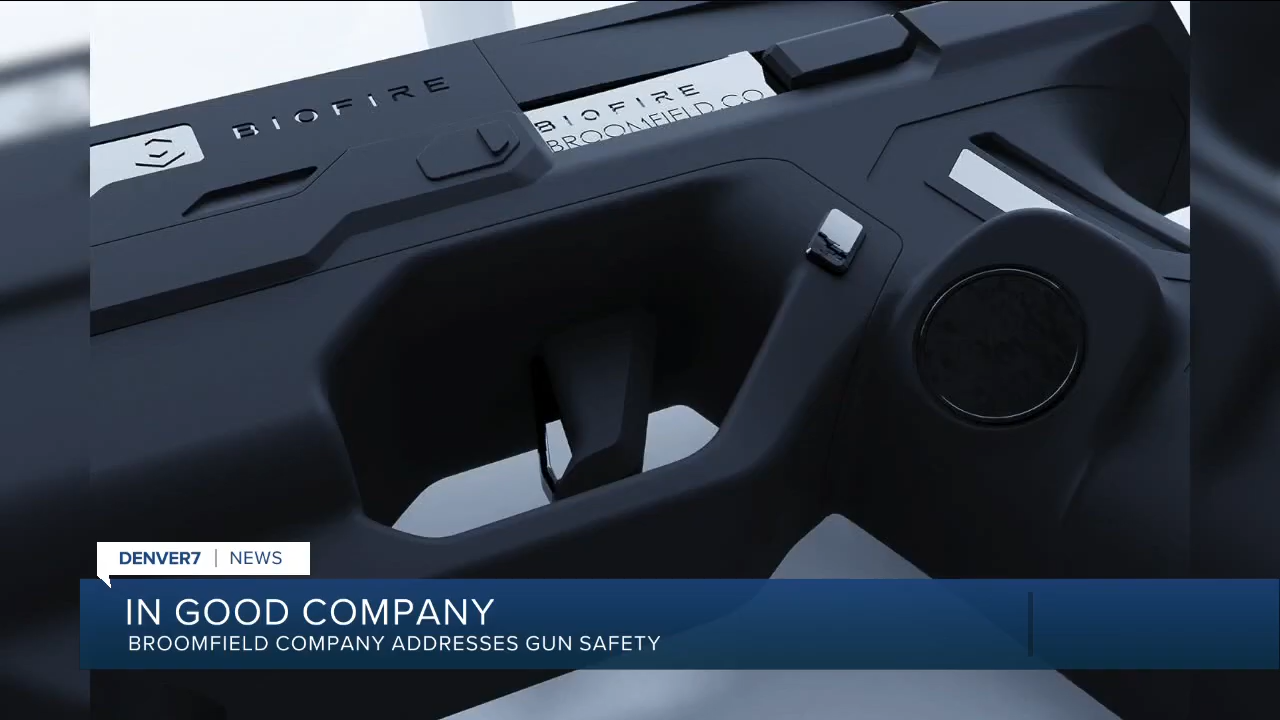 BIOFIRE
BIOFIRE
BROOMFIELD, CO
DENVER7 | NEWS
IN GOOD COMPANY
BROOMFIELD COMPANY ADDRESSES GUN SAFETY